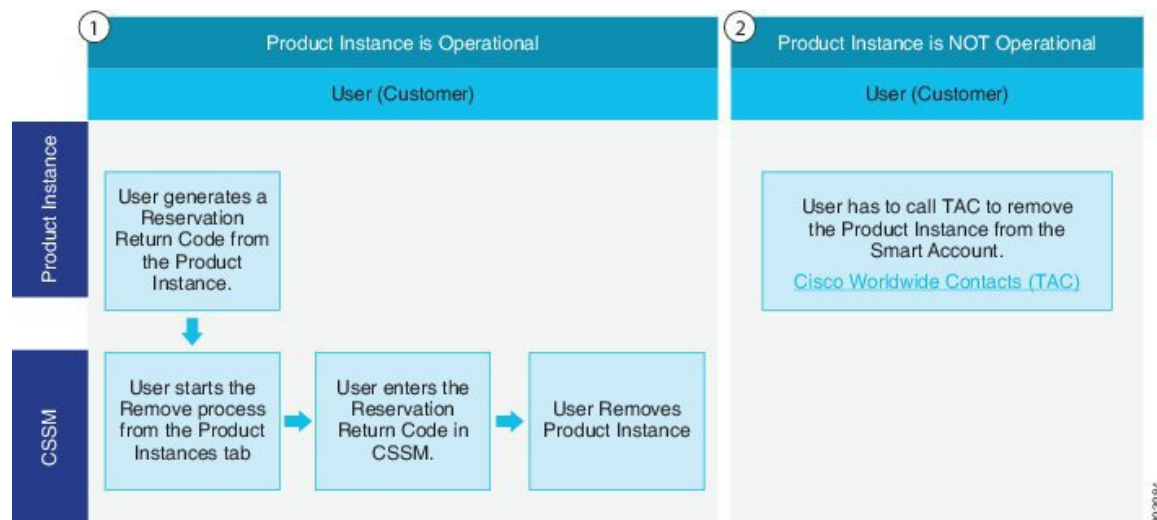 1
Product Instance is Operational
User (Customer)
2
Product Instance is NOT Operational
User (Customer)
Product Instance
User generates a
Reservation
Return Code from
the Product
Instance.
User has to call TAC to remove
the Product Instance from the
Smart Account.
Cisco Worldwide Contacts (TAC)
CSSM
User starts the
Remove process
from the Product
Instances tab
User enters the
Reservation
Return Code in
CSSM.
User Removes
Product Instance